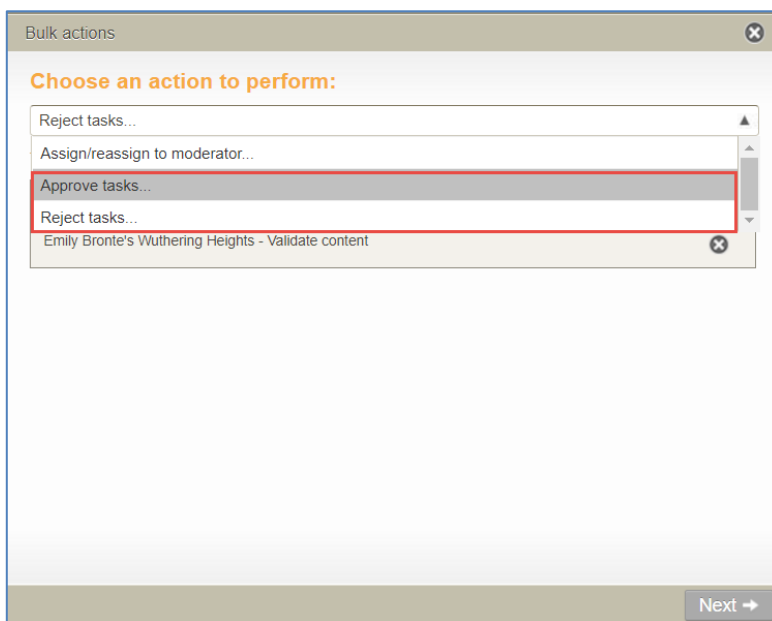 Bulk actions
Choose an action to perform:
Reject tasks...
Assign/reassign to moderator...
Approve tasks...
Reject tasks...
Emily Bronte's Wuthering Heights - Validate content
Next